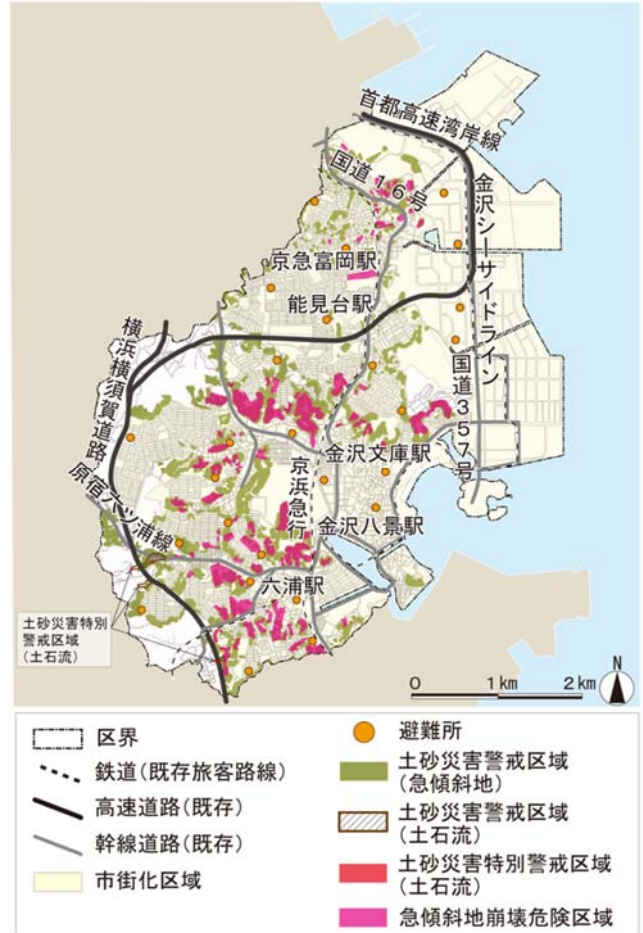 首都高速湾岸線
国道16号
金沢シーサイドライン
京急富岡駅
能見台駅
横浜横須賀道路
国道357号
金沢文庫駅
京浜急行
原宿六ツ浦線
金沢八景駅
六浦駅
土砂災害特別
警戒区域
(土石流)
0 1km 2km
N
区界
鉄道(既存旅客路線)
高速道路(既存)
幹線道路(既存)
市街化区域
避難所
土砂災害警戒区域
(急傾斜地)
土砂災害警戒区域
(土石流)
土砂災害特別警戒区域
(土石流)
急傾斜地崩壊危険区域